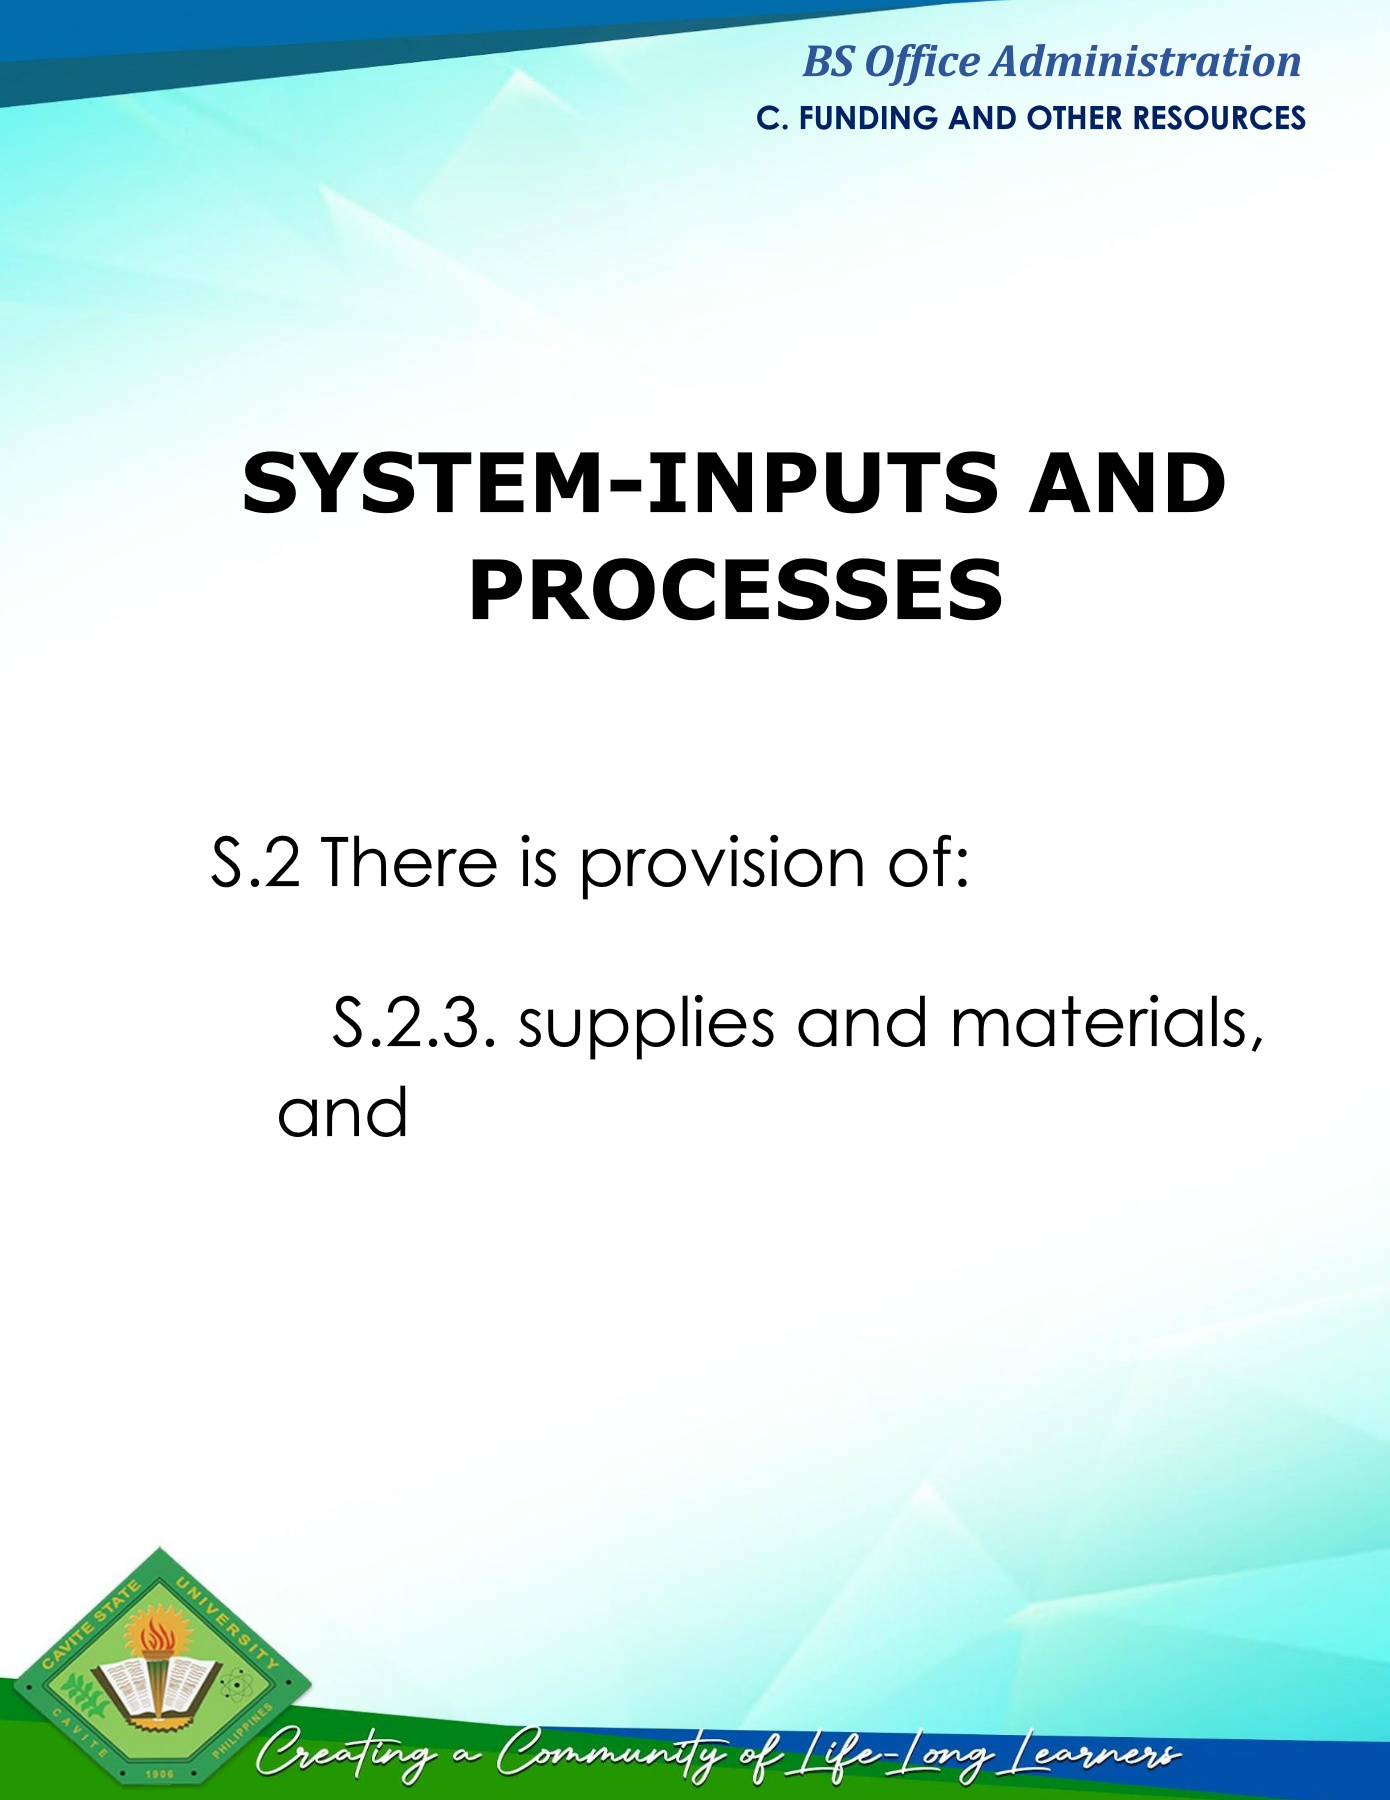 BS Office Administration
C. FUNDING AND OTHER RESOURCES
SYSTEM-INPUTS AND
PROCESSES
S.2 There is provision of:
S.2.3. supplies and materials,
and
CAVITE STATE UNIVERSITY
CAVITE
PHILIPPINES
1906
Creating a Community of Life-Long Learners